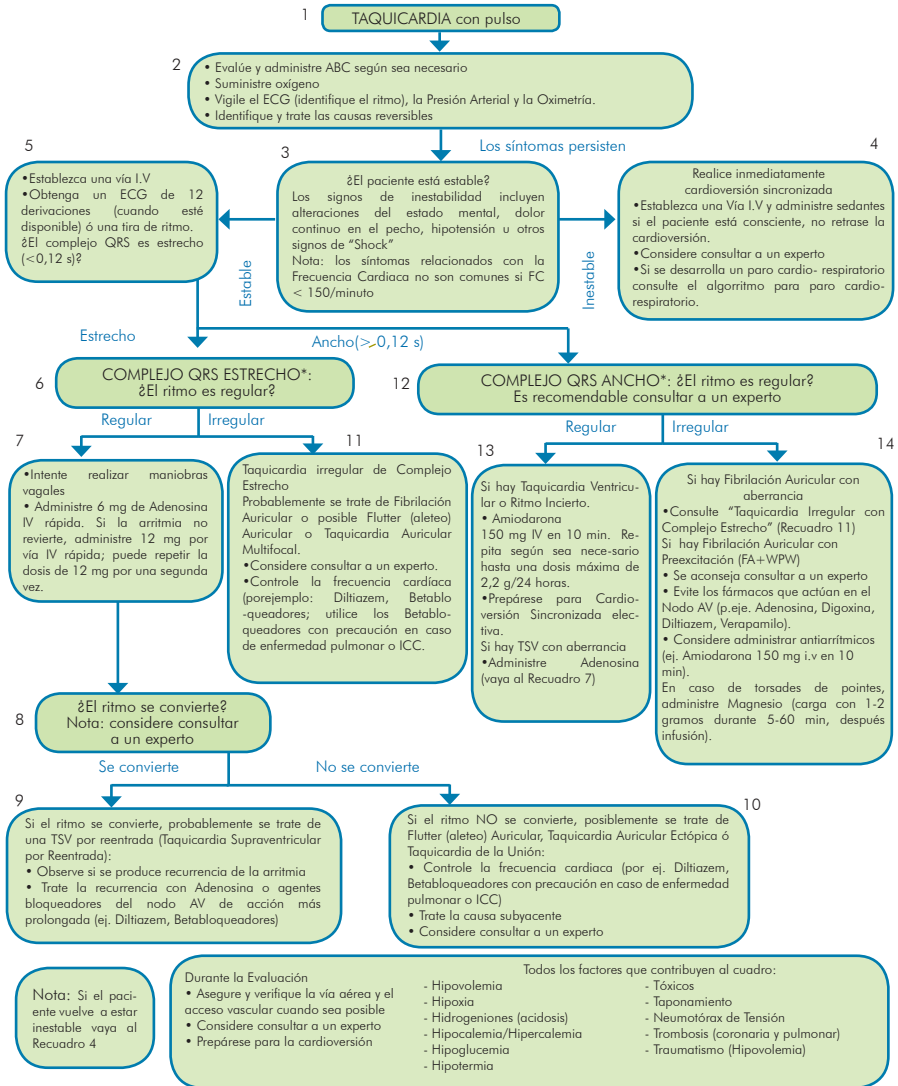 1
TAQUICARDIA con pulso
2
• Evalúe y administre ABC según sea necesario
• Suministre oxígeno
• Vigile el ECG (identifique el ritmo), la Presión Arterial y la Oximetría.
• Identifique y trate las causas reversibles
Los síntomas persisten
5
•Establezca una vía I.V
•Obtenga un ECG de 12
derivaciones (cuando esté
disponible) ó una tira de ritmo.
¿El complejo QRS es estrecho
(<0,12 s)?
3
¿El paciente está estable?
Los signos de inestabilidad incluyen
alteraciones del estado mental, dolor
continuo en el pecho, hipotensión u otros
signos de “Shock”
Nota: los síntomas relacionados con la
Frecuencia Cardiaca no son comunes si FC
< 150/minuto
4
Realice inmediatamente
cardioversión sincronizada
•Establezca una Vía I.V y administre sedantes
si el paciente está consciente, no retrase la
cardioversión.
•Considere consultar a un experto
•Si se desarrolla un paro cardio- respiratorio
consulte el algorritmo para paro cardio-
respiratorio.
Estable
Inestable
Estrecho
Ancho(> 0,12 s)
6
COMPLEJO QRS ESTRECHO*:
¿El ritmo es regular?
12
COMPLEJO QRS ANCHO*: ¿El ritmo es regular?
Es recomendable consultar a un experto
Regular
Irregular
Regular
Irregular
7
•Intente realizar maniobras
vagales
• Administre 6 mg de Adenosina
IV rápida. Si la arritmia no
revierte, administre 12 mg por
vía IV rápida; puede repetir la
dosis de 12 mg por una segunda
vez.
11
Taquicardia irregular de Complejo
Estrecho
Probablemente se trate de Fibrilación
Auricular o posible Flutter (aleteo)
Auricular o Taquicardia Auricular
Multifocal.
•Considere consultar a un experto.
•Controle la frecuencia cardíaca
(porejemplo: Diltiazem, Betablo
-queadores; utilice los Betablo-
queadores con precaución en caso
de enfermedad pulmonar o ICC.
13
Si hay Taquicardia Ventricu-
lar o Ritmo Incierto.
• Amiodarona
150 mg IV en 10 min. Re-
pita según sea nece-sario
hasta una dosis máxima de
2,2 g/24 horas.
•Prepárese para Cardio-
versión Sincronizada elec-
tiva.
Si hay TSV con aberrancia
•Administre Adenosina
(vaya al Recuadro 7)
14
Si hay Fibrilación Auricular con
aberrancia
•Consulte “Taquicardia Irregular con
Complejo Estrecho” (Recuadro 11)
Si hay Fibrilación Auricular con
Preexcitación (FA+WPW)
• Se aconseja consultar a un experto
• Evite los fármacos que actúan en el
Nodo AV (p.eje. Adenosina, Digoxina,
Diltiazem, Verapamilo).
• Considere administrar antiarrítmicos
(ej. Amiodarona 150 mg i.v en 10
min).
En caso de torsades de pointes,
administre Magnesio (carga con 1-2
gramos durante 5-60 min, después
infusión).
8
¿El ritmo se convierte?
Nota: considere consultar
a un experto
Se convierte
No se convierte
9
Si el ritmo se convierte, probablemente se trate de
una TSV por reentrada (Taquicardia Supraventricular
por Reentrada):
• Observe si se produce recurrencia de la arritmia
• Trate la recurrencia con Adenosina o agentes
bloqueadores del nodo AV de acción más
prolongada (ej. Diltiazem, Betabloqueadores)
10
Si el ritmo NO se convierte, posiblemente se trate de
Flutter (aleteo) Auricular, Taquicardia Auricular Ectópica ó
Taquicardia de la Unión:
• Controle la frecuencia cardiaca (por ej. Diltiazem,
Betabloqueadores con precaución en caso de enfermedad
pulmonar o ICC)
• Trate la causa subyacente
• Considere consultar a un experto
Nota: Si el paci-
ente vuelve a estar
inestable vaya al
Recuadro 4
Durante la Evaluación
• Asegure y verifique la vía aérea y el
acceso vascular cuando sea posible
• Considere consultar a un experto
• Prepárese para la cardioversión
Todos los factores que contribuyen al cuadro:
- Hipovolemia
- Hipoxia
- Hidrogeniones (acidosis)
- Hipocalemia/Hipercalemia
- Hipoglucemia
- Hipotermia
- Tóxicos
- Taponamiento
- Neumotórax de Tensión
- Trombosis (coronaria y pulmonar)
- Traumatismo (Hipovolemia)